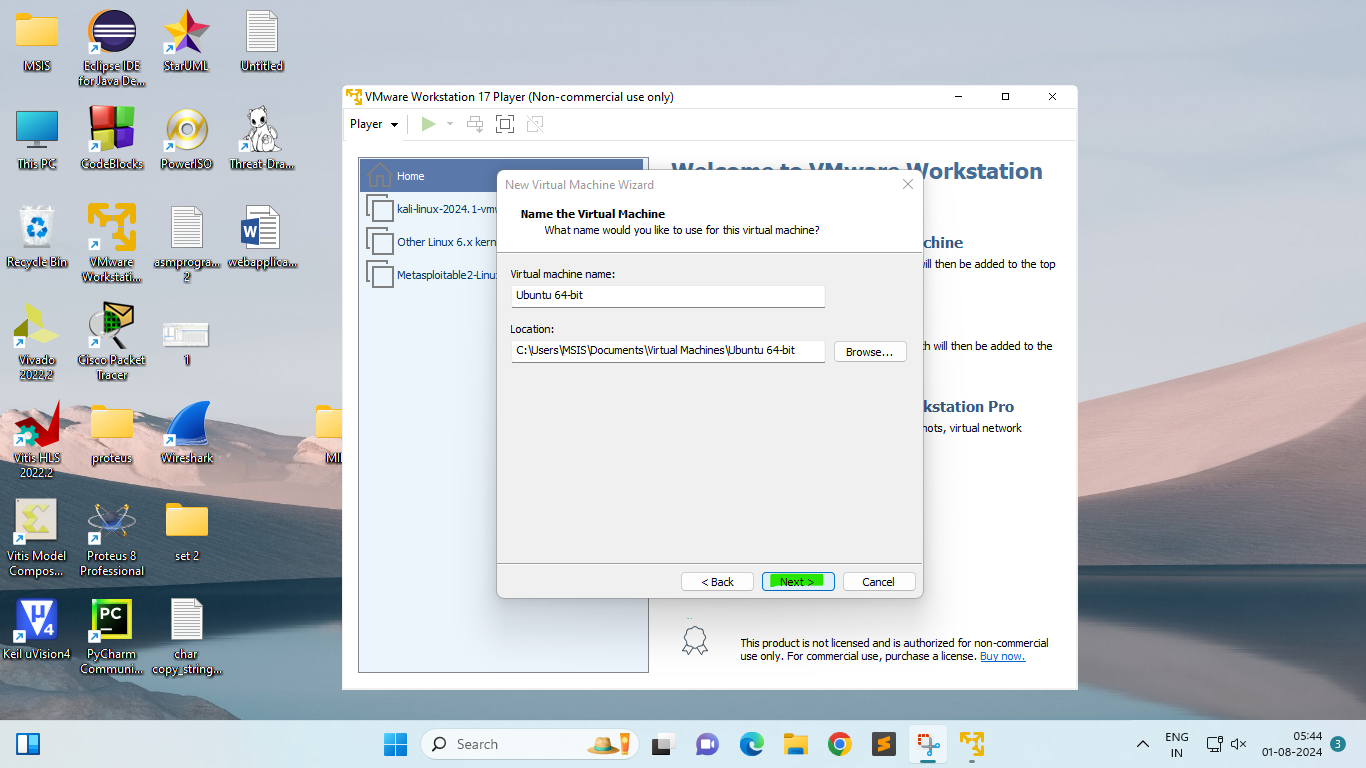 MSIS
Eclipse IDE
for Java De...
StarUML
Untitled
This PC
CodeBlocks
PowerISO
Threat-Dra...
Recycle Bin
VMware
Workstati...
asmprogra...
2
webapplica...
Vivado
2022.2
Cisco Packet
Tracer
1
Vitis HLS
2022.2
proteus
Wireshark
Vitis Model
Compos...
Proteus 8
Professional
set 2
Keil uVision4
PC
PyCharm
Communi...
char
copy_string...
VMware Workstation 17 Player (Non-commercial use only)
Player
Home
kali-linux-2024.1-vmw
Other Linux 6.x kern
Metasploitable2-Linu
Welcome to VMware Workstation
chine
ill then be added to the top
ch will then be added to the
kstation Pro
hots, virtual network
New Virtual Machine Wizard
Name the Virtual Machine
What name would you like to use for this virtual machine?
Virtual machine name:
Ubuntu 64-bit
Location:
C:\Users\MSIS\Documents\Virtual Machines\Ubuntu 64-bit
Browse...
< Back
Next >
Cancel
This product is not licensed and is authorized for non-commercial
use only. For commercial use, purchase a license. Buy now.
Search
ENG
IN
05:44
01-08-2024
3